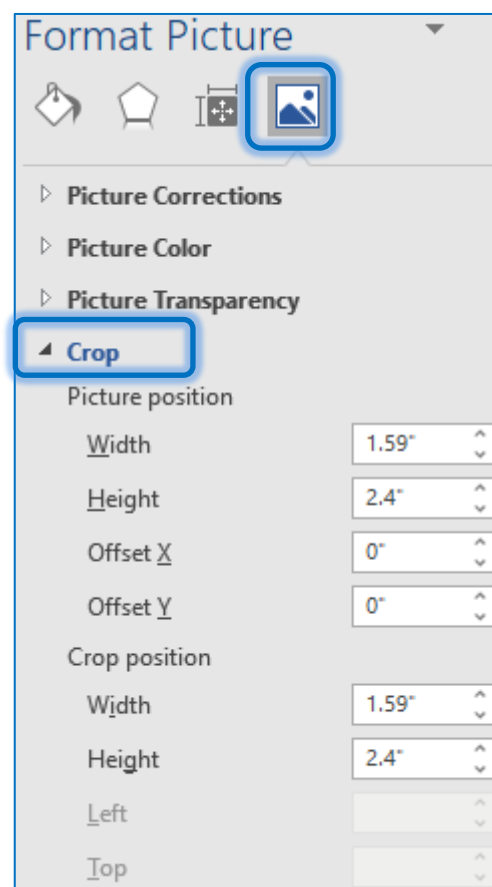 Format Picture
Picture Corrections
Picture Color
Picture Transparency
Crop
Picture position
Width 1.59"
Height 2.4"
Offset X 0"
Offset Y 0"
Crop position
Width 1.59"
Height 2.4"
Left
Top